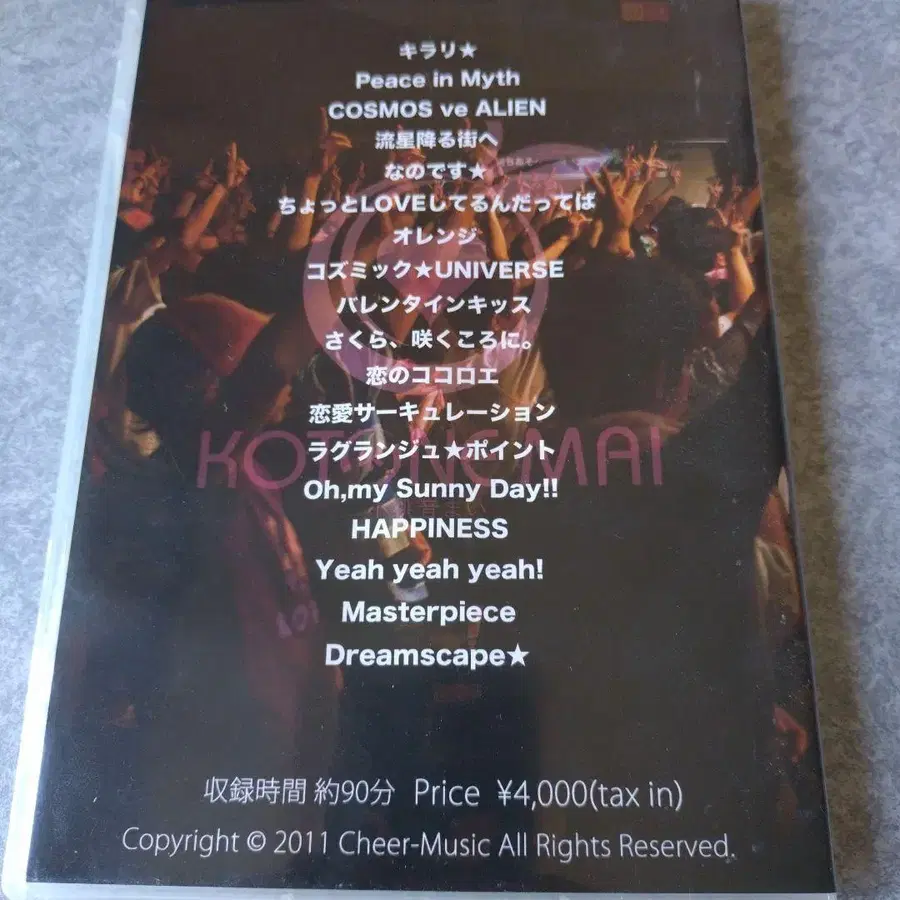 キラリ★
Peace in Myth
COSMOS ve ALIEN
流星降る街へ
なのです★
ちょっとLOVEしてるんだってば
オレンジ
コズミック★UNIVERSE
バレンタインキッス
さくら、咲くころに。
恋のココロエ
恋愛サーキュレーション
KOTONEMAI
ラグランジュ★ポイント
Oh,my Sunny Day!!
HAPPINESS
Yeah yeah yeah!
Masterpiece
Dreamscape★
収録時間 約90分 Price ¥4,000(tax in)
Copyright © 2011 Cheer-Music All Rights Reserved.